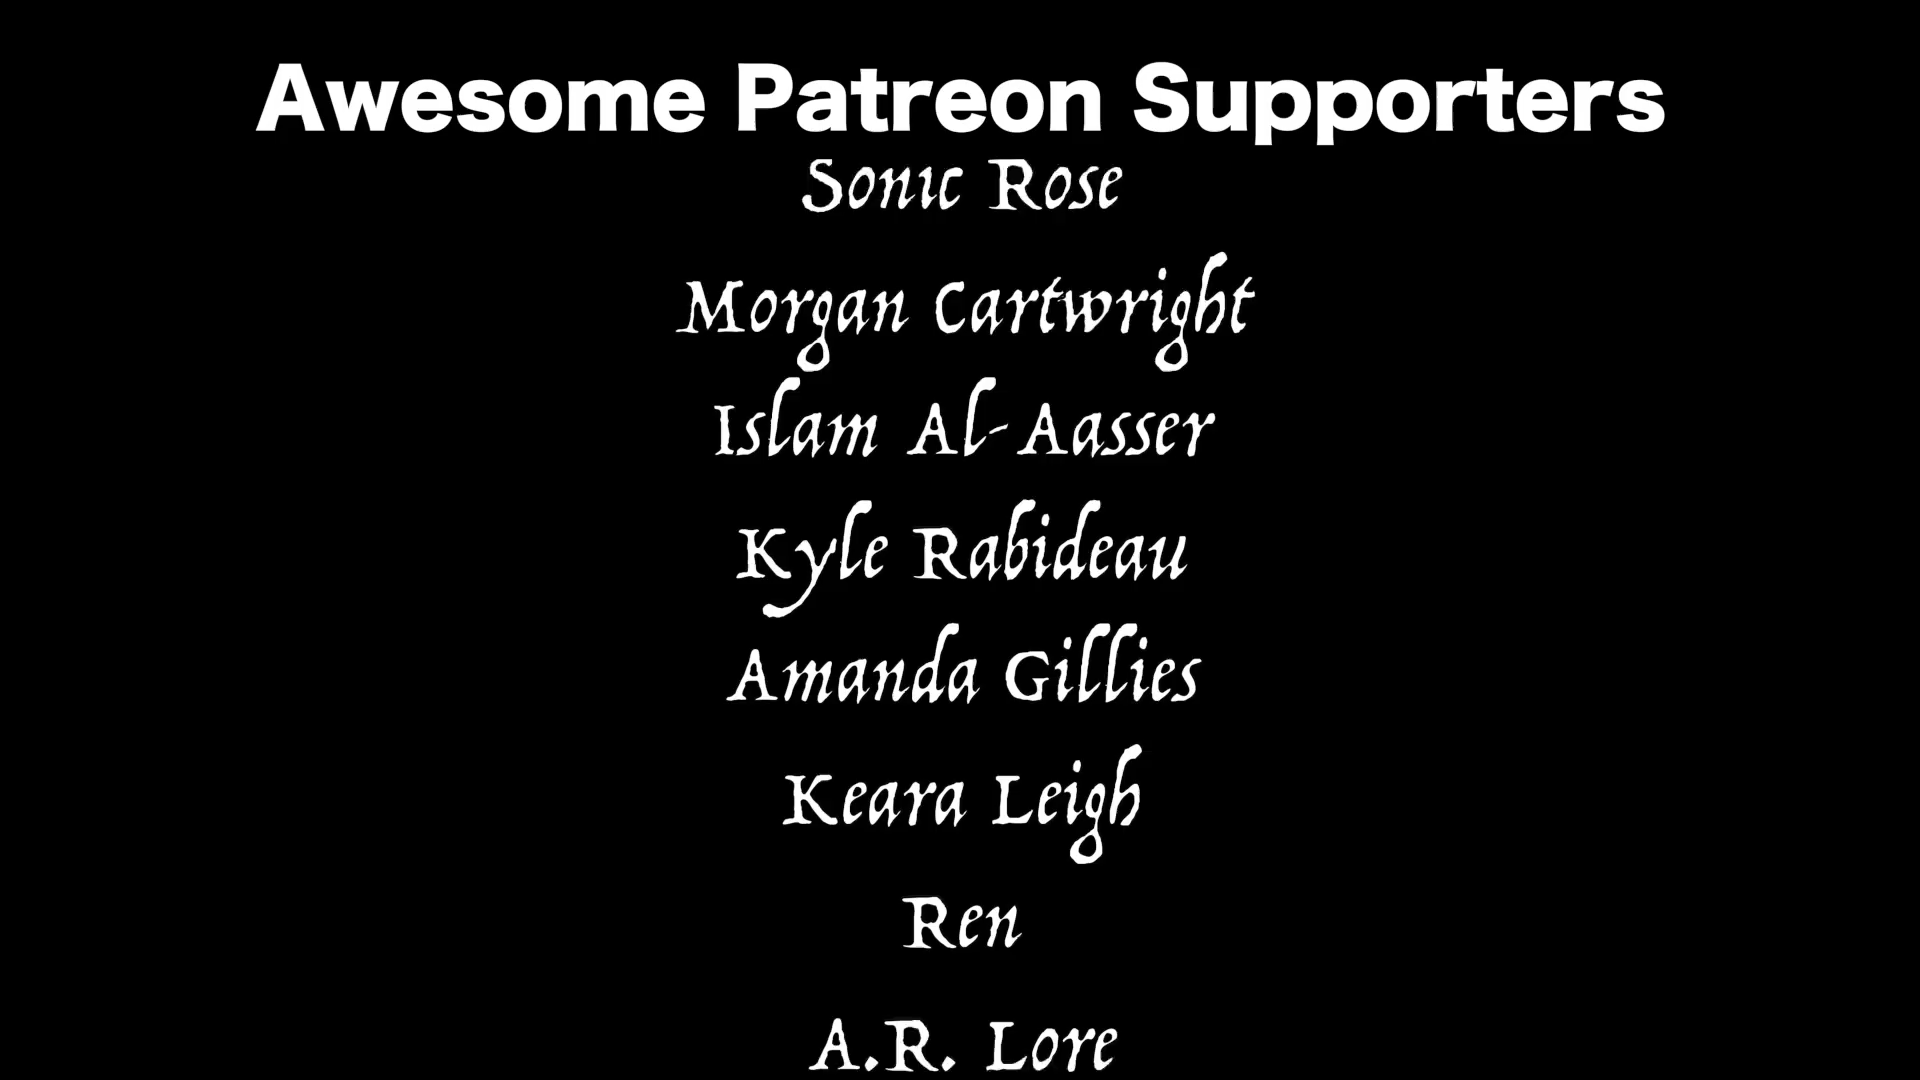 Awesome Patreon Supporters
Sonic Rose
Morgan Cartwright
Islam Al-Aasser
Kyle Rabideau
Amanda Gillies
Keara Leigh
Ren
A.R. Lore